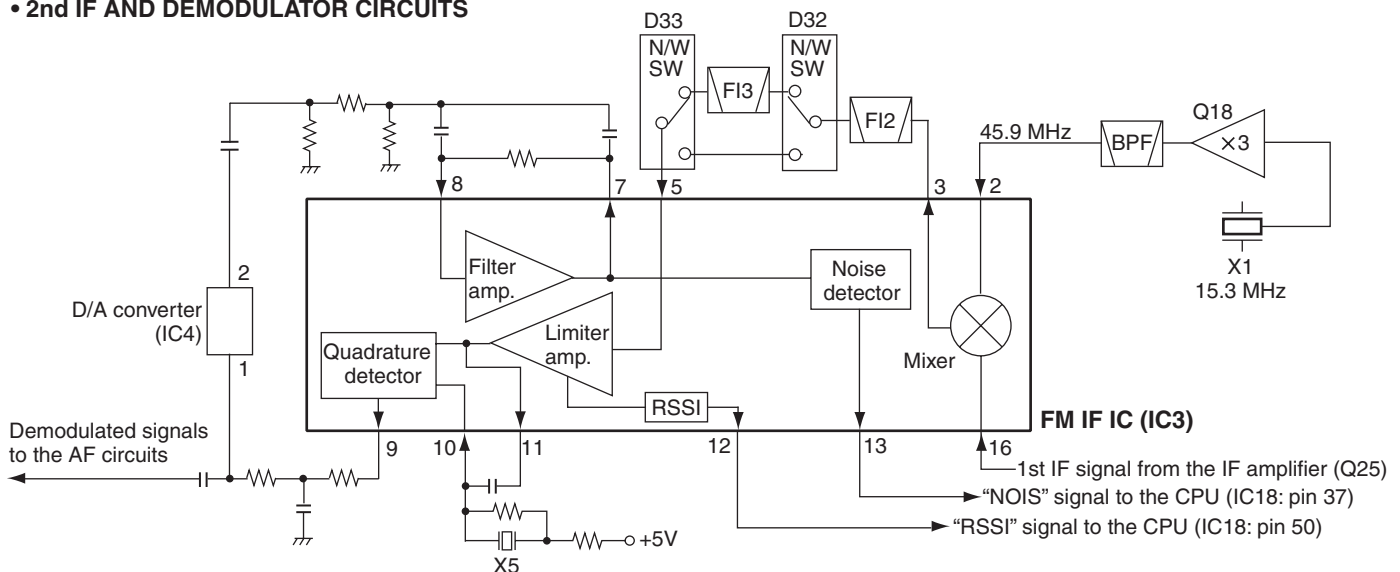 • 2nd IF AND DEMODULATOR CIRCUITS
D33
D32
N/W
SW
N/W
SW
FI3
FI2
Q18
45.9 MHz
BPF
×3
8
7
5
3
2
X1
15.3 MHz
2
D/A converter
(IC4)
1
Filter
amp.
Noise
detector
Limiter
amp.
Quadrature
detector
Mixer
RSSI
FM IF IC (IC3)
9
10
11
12
13
16
Demodulated signals
to the AF circuits
1st IF signal from the IF amplifier (Q25)
“NOIS” signal to the CPU (IC18: pin 37)
“RSSI” signal to the CPU (IC18: pin 50)
+5V
X5